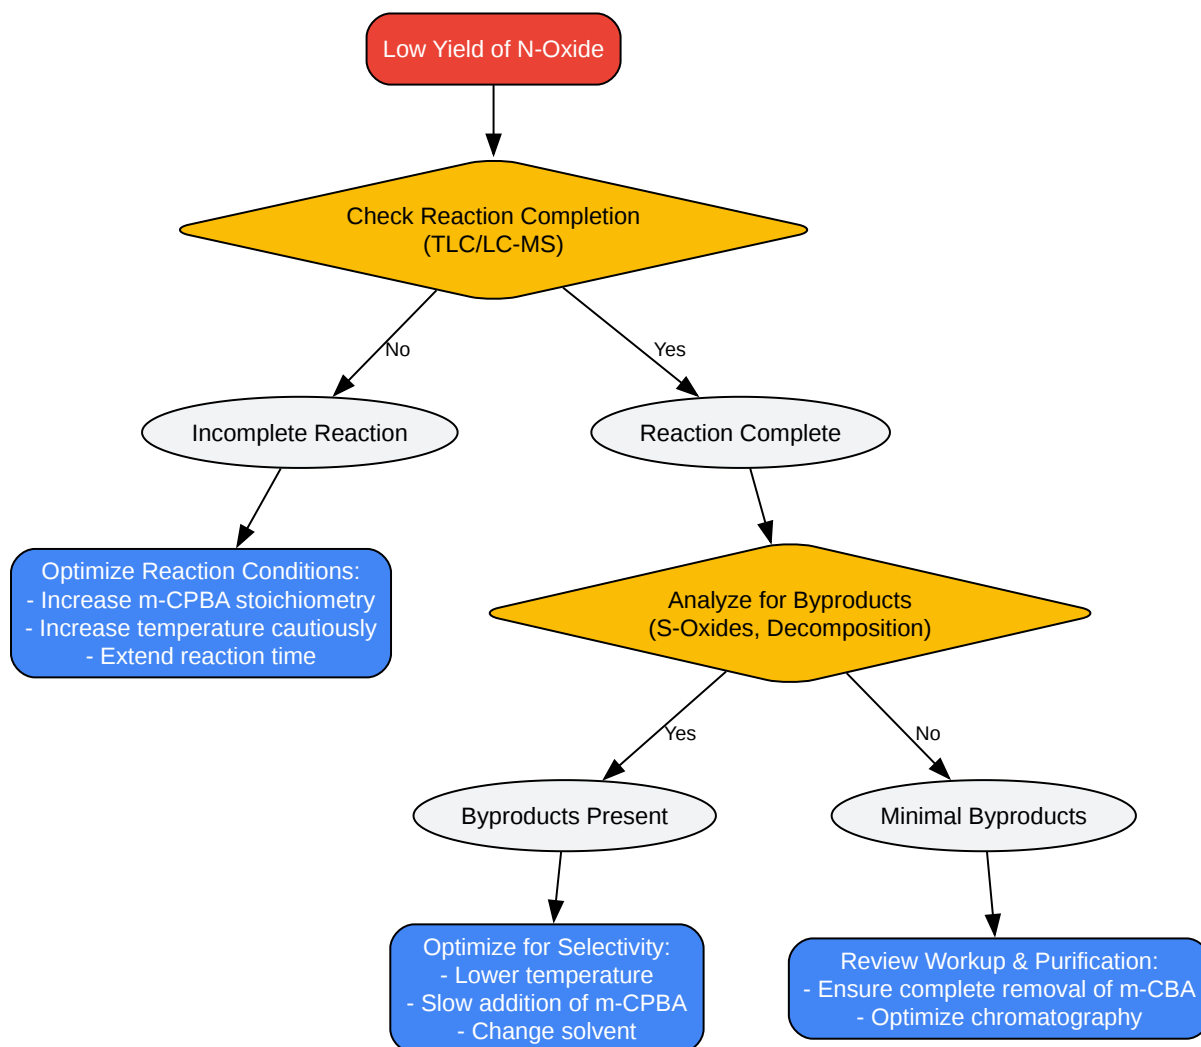 Low Yield of N-Oxide
Check Reaction Completion
(TLC/LC-MS)
No
Yes
Incomplete Reaction
Reaction Complete
Optimize Reaction Conditions:
- Increase m-CPBA stoichiometry
- Increase temperature cautiously
- Extend reaction time
Analyze for Byproducts
(S-Oxides, Decomposition)
Yes
No
Byproducts Present
Minimal Byproducts
Optimize for Selectivity:
- Lower temperature
- Slow addition of m-CPBA
- Change solvent
Review Workup & Purification:
- Ensure complete removal of m-CBA
- Optimize chromatography